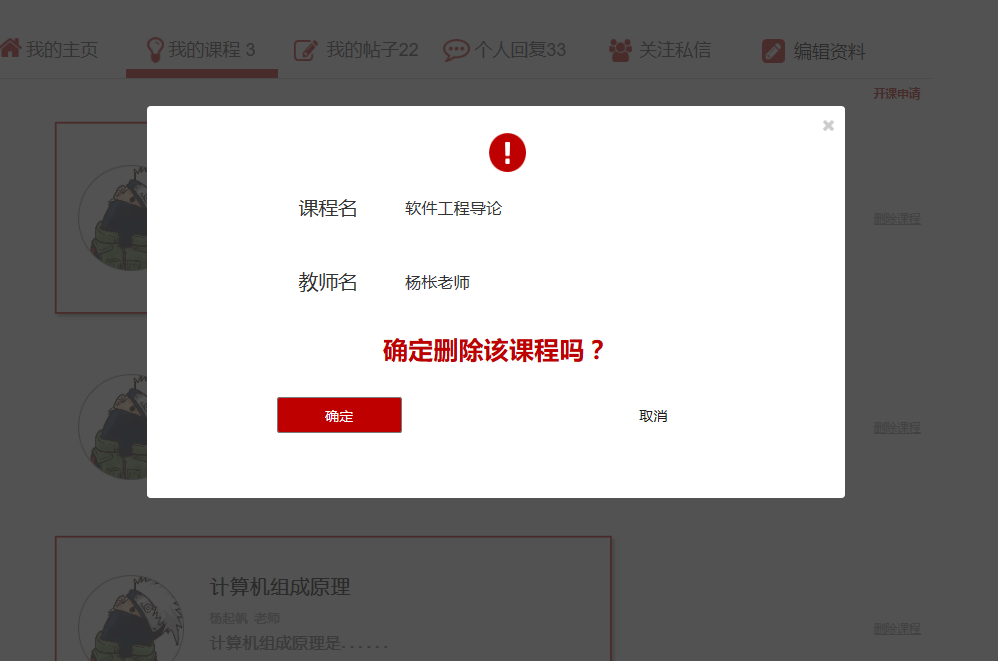 我的主页 我的课程 3 我的帖子22 个人回复33 关注私信 编辑资料
开课申请
课程名 软件工程导论
删除课程
教师名 杨枨老师
确定删除该课程吗？
确定 取消
删除课程
计算机组成原理
杨起帆 老师
删除课程
计算机组成原理是......